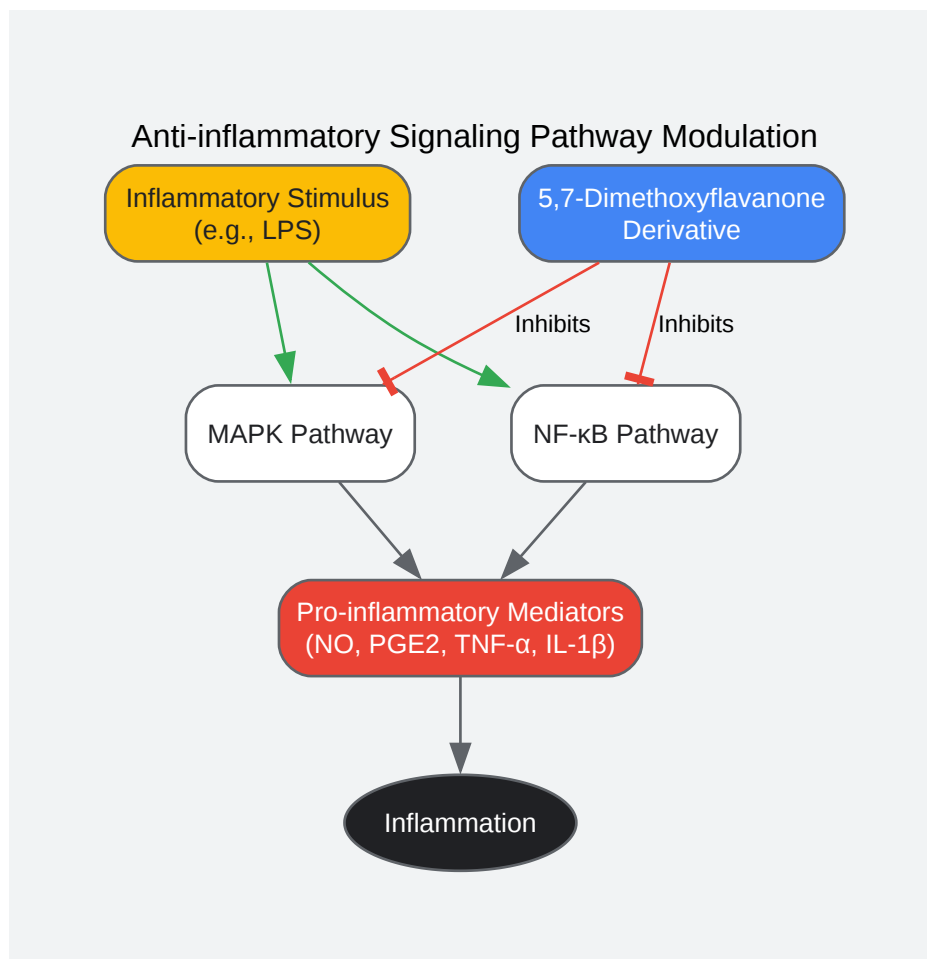 Anti-inflammatory Signaling Pathway Modulation
Inflammatory Stimulus
(e.g., LPS)
5,7-Dimethoxyflavanone
Derivative
Inhibits
Inhibits
MAPK Pathway
NF-κB Pathway
Pro-inflammatory Mediators
(NO, PGE2, TNF-α, IL-1β)
Inflammation